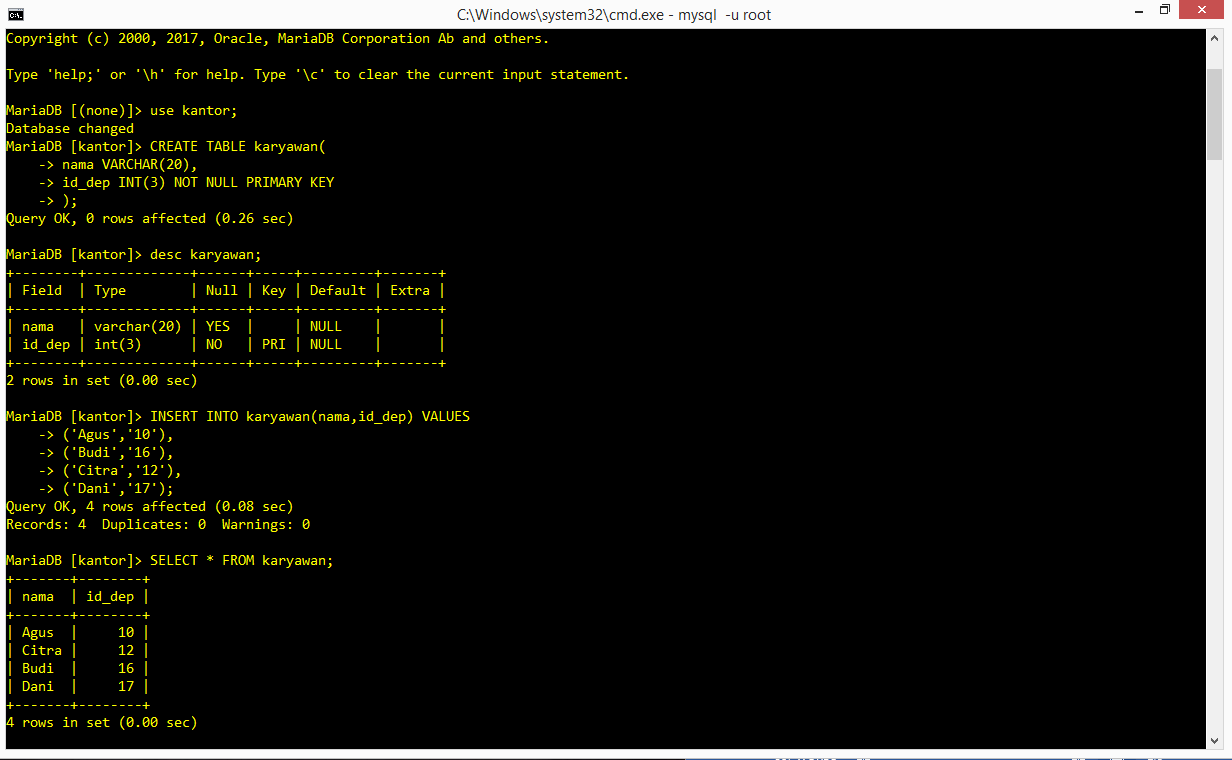 C:\Windows\system32\cmd.exe - mysql  -u root
Copyright (c) 2000, 2017, Oracle, MariaDB Corporation Ab and others.
Type 'help;' or '\h' for help. Type '\c' to clear the current input statement.
MariaDB [(none)]> use kantor;
Database changed
MariaDB [kantor]> CREATE TABLE karyawan(
    -> nama VARCHAR(20),
    -> id_dep INT(3) NOT NULL PRIMARY KEY
    -> );
Query OK, 0 rows affected (0.26 sec)
MariaDB [kantor]> desc karyawan;
+--------+-------------+------+-----+---------+-------+
| Field  | Type        | Null | Key | Default | Extra |
+--------+-------------+------+-----+---------+-------+
| nama   | varchar(20) | YES  |     | NULL    |       |
| id_dep | int(3)      | NO   | PRI | NULL    |       |
+--------+-------------+------+-----+---------+-------+
2 rows in set (0.00 sec)
MariaDB [kantor]> INSERT INTO karyawan(nama,id_dep) VALUES
    -> ('Agus','10'),
    -> ('Budi','16'),
    -> ('Citra','12'),
    -> ('Dani','17');
Query OK, 4 rows affected (0.08 sec)
Records: 4  Duplicates: 0  Warnings: 0
MariaDB [kantor]> SELECT * FROM karyawan;
+-------+--------+
| nama  | id_dep |
+-------+--------+
| Agus  |     10 |
| Citra |     12 |
| Budi  |     16 |
| Dani  |     17 |
+-------+--------+
4 rows in set (0.00 sec)